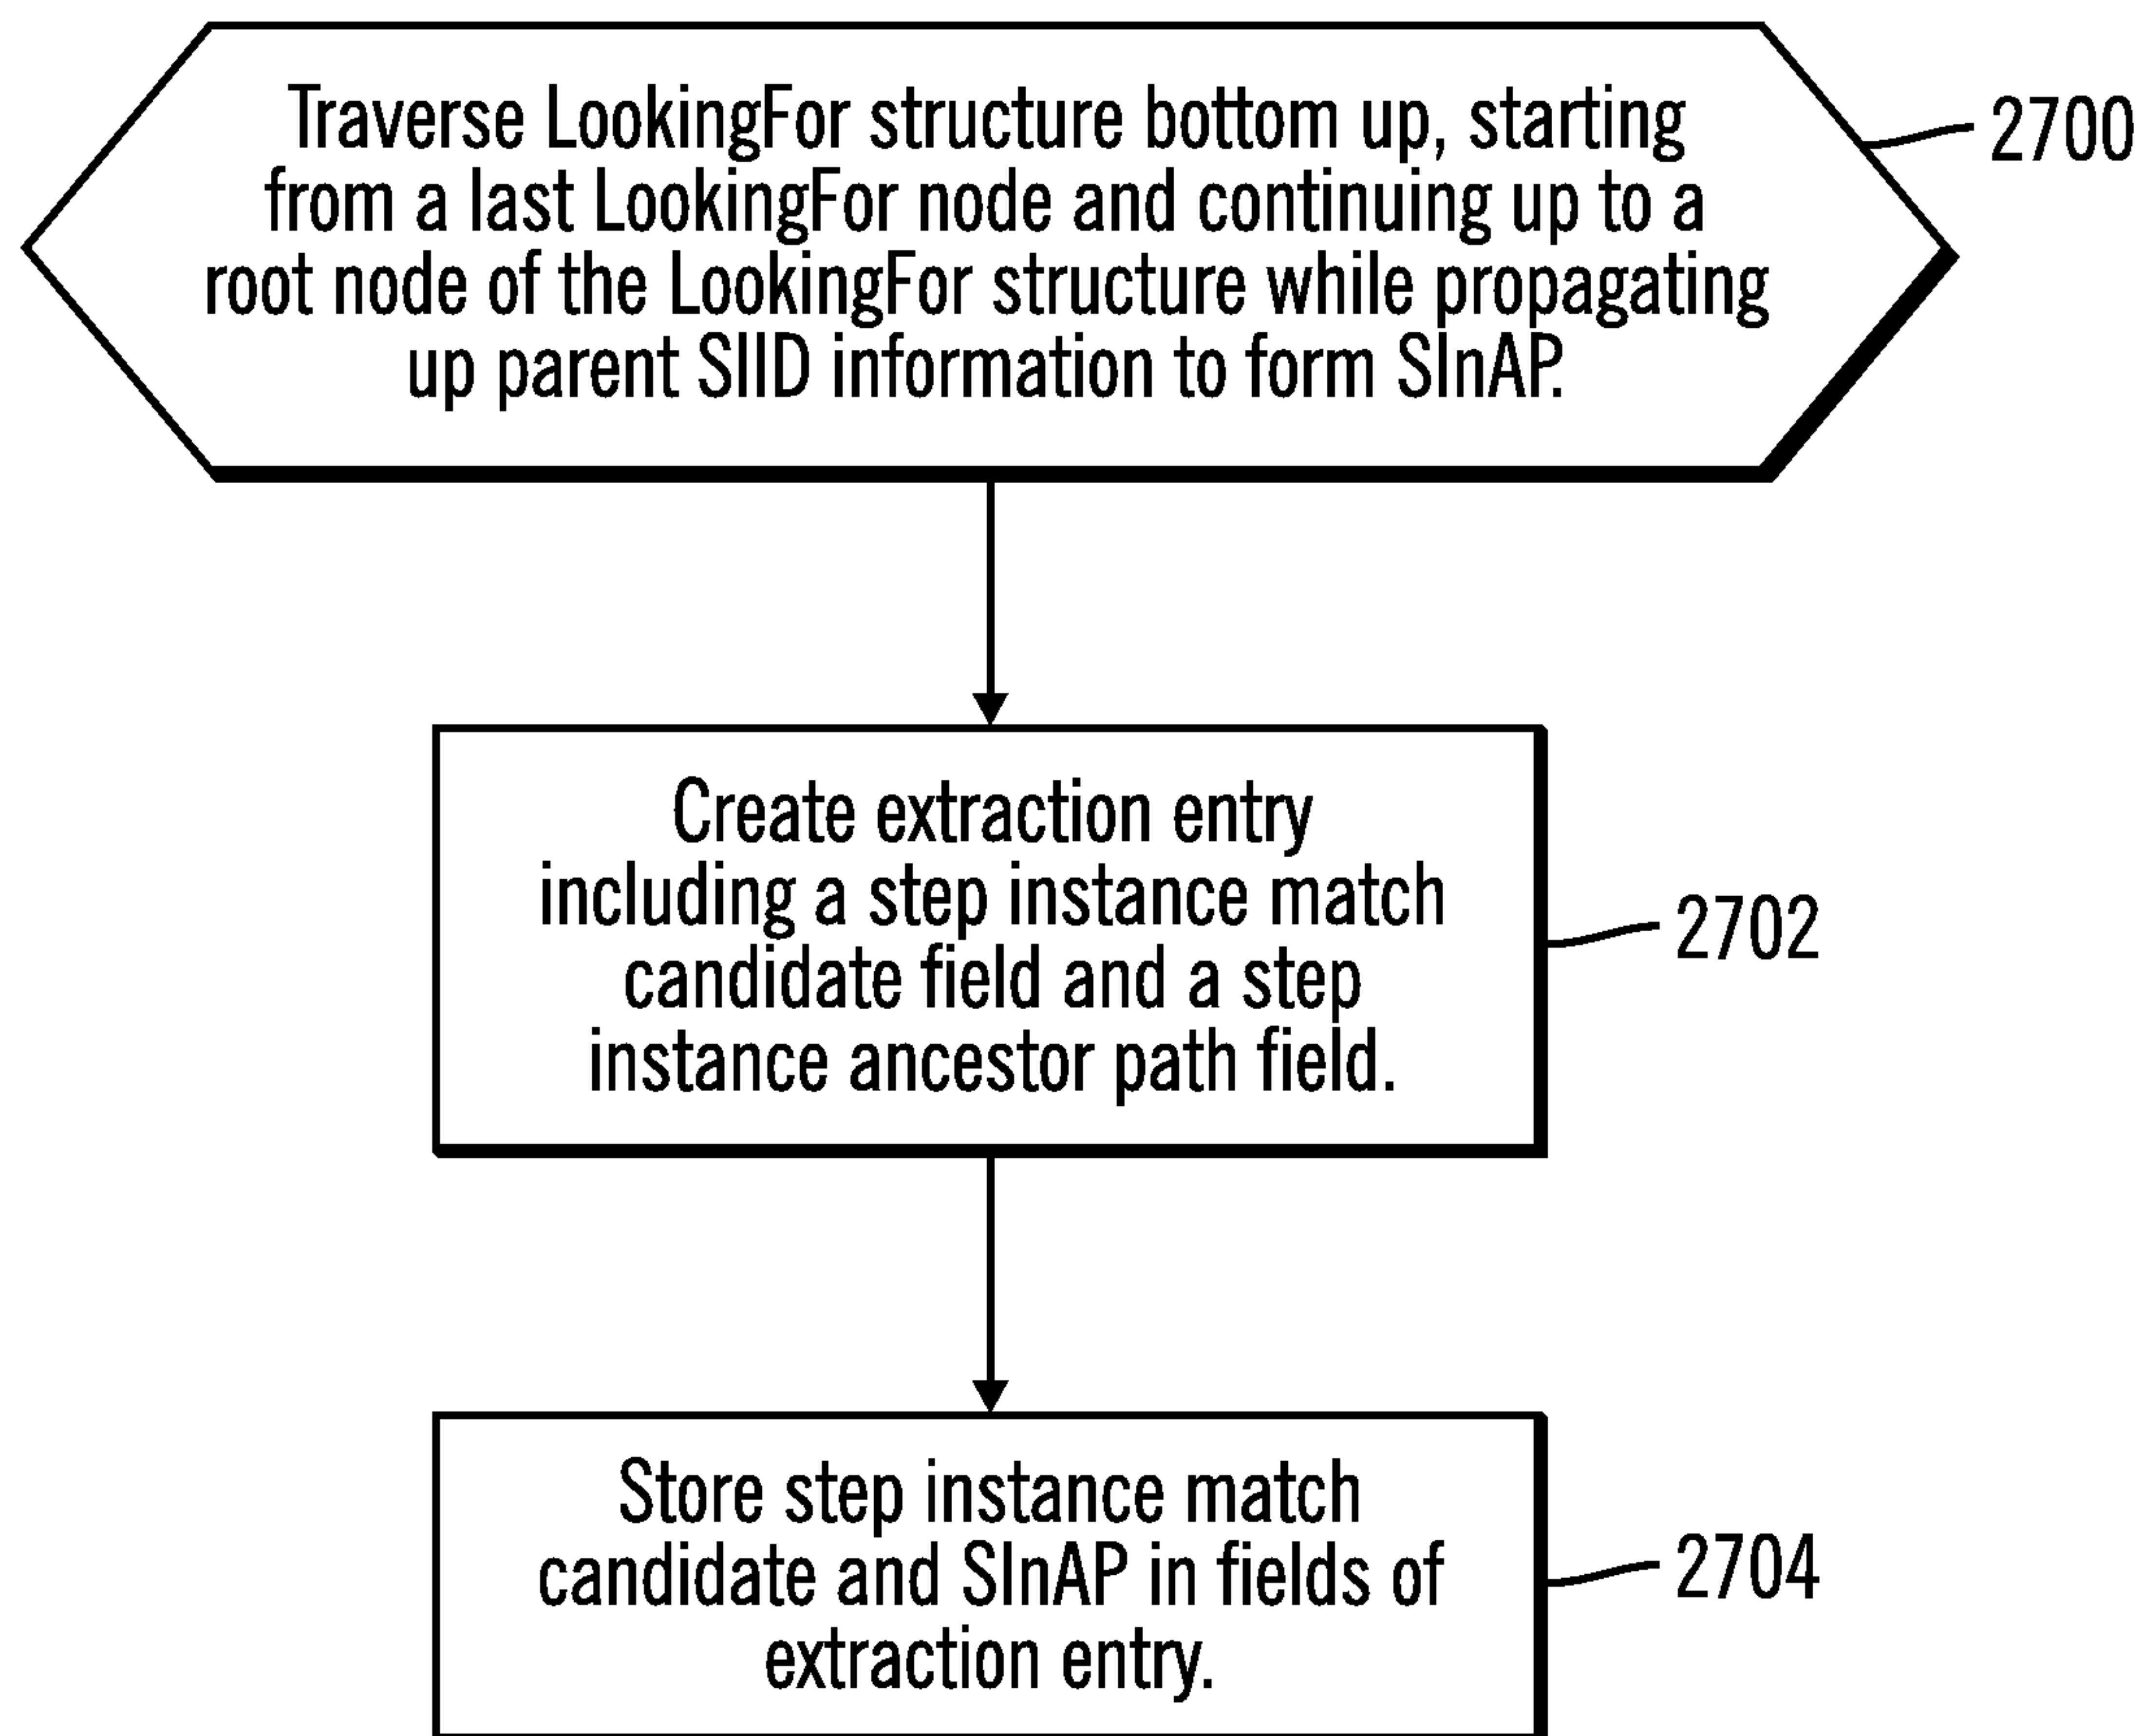 Traverse LookingFor structure bottom up, starting
from a last LookingFor node and continuing up to a
root node of the LookingFor structure while propagating
up parent SIID information to form SInAP.
2700
Create extraction entry
including a step instance match
candidate field and a step
instance ancestor path field.
2702
Store step instance match
candidate and SInAP in fields of
extraction entry.
2704